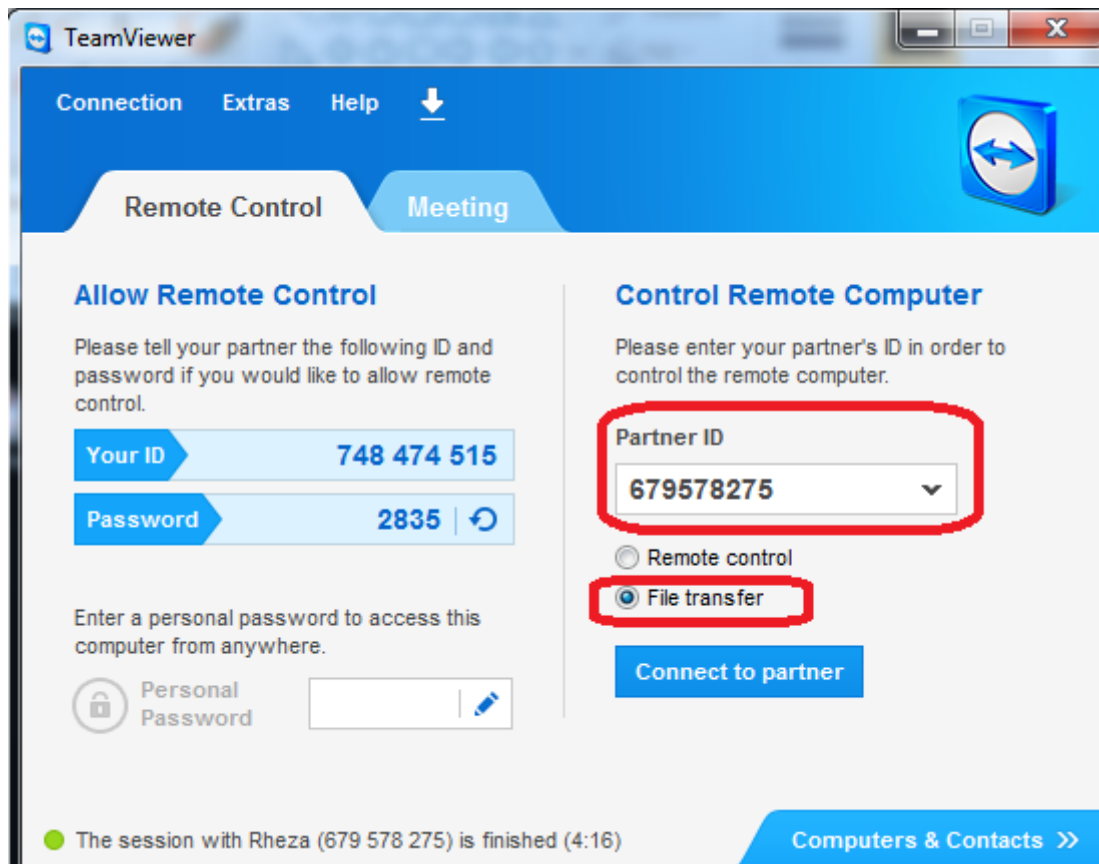 TeamViewer
Connection Extras Help
Remote Control Meeting
Allow Remote Control
Please tell your partner the following ID and
password if you would like to allow remote
control.
Your ID 748 474 515
Password 2835
Enter a personal password to access this
computer from anywhere.
Personal
Password
Control Remote Computer
Please enter your partner's ID in order to
control the remote computer.
Partner ID
679578275
Remote control
File transfer
Connect to partner
The session with Rheza (679 578 275) is finished (4:16)
Computers & Contacts >>